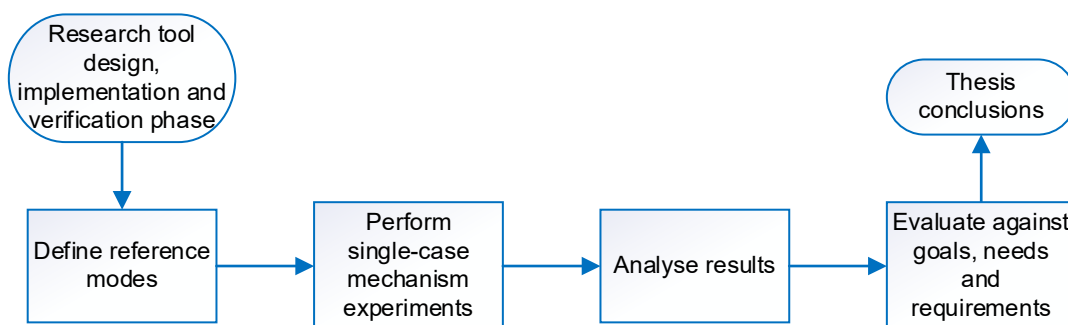 Research tool
design,
implementation and
verification phase
Define reference
modes
Perform
single-case
mechanism
experiments
Analyse results
Evaluate against
goals, needs
and
requirements
Thesis
conclusions